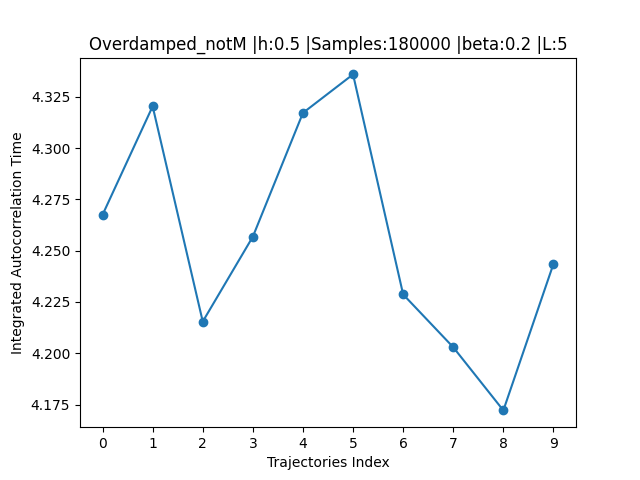 Overdamped_notM |h:0.5 |Samples:180000 |beta:0.2 |L:5
Integrated Autocorrelation Time
4.325
4.300
4.275
4.250
4.225
4.200
4.175
0 1 2 3 4 5 6 7 8 9
Trajectories Index